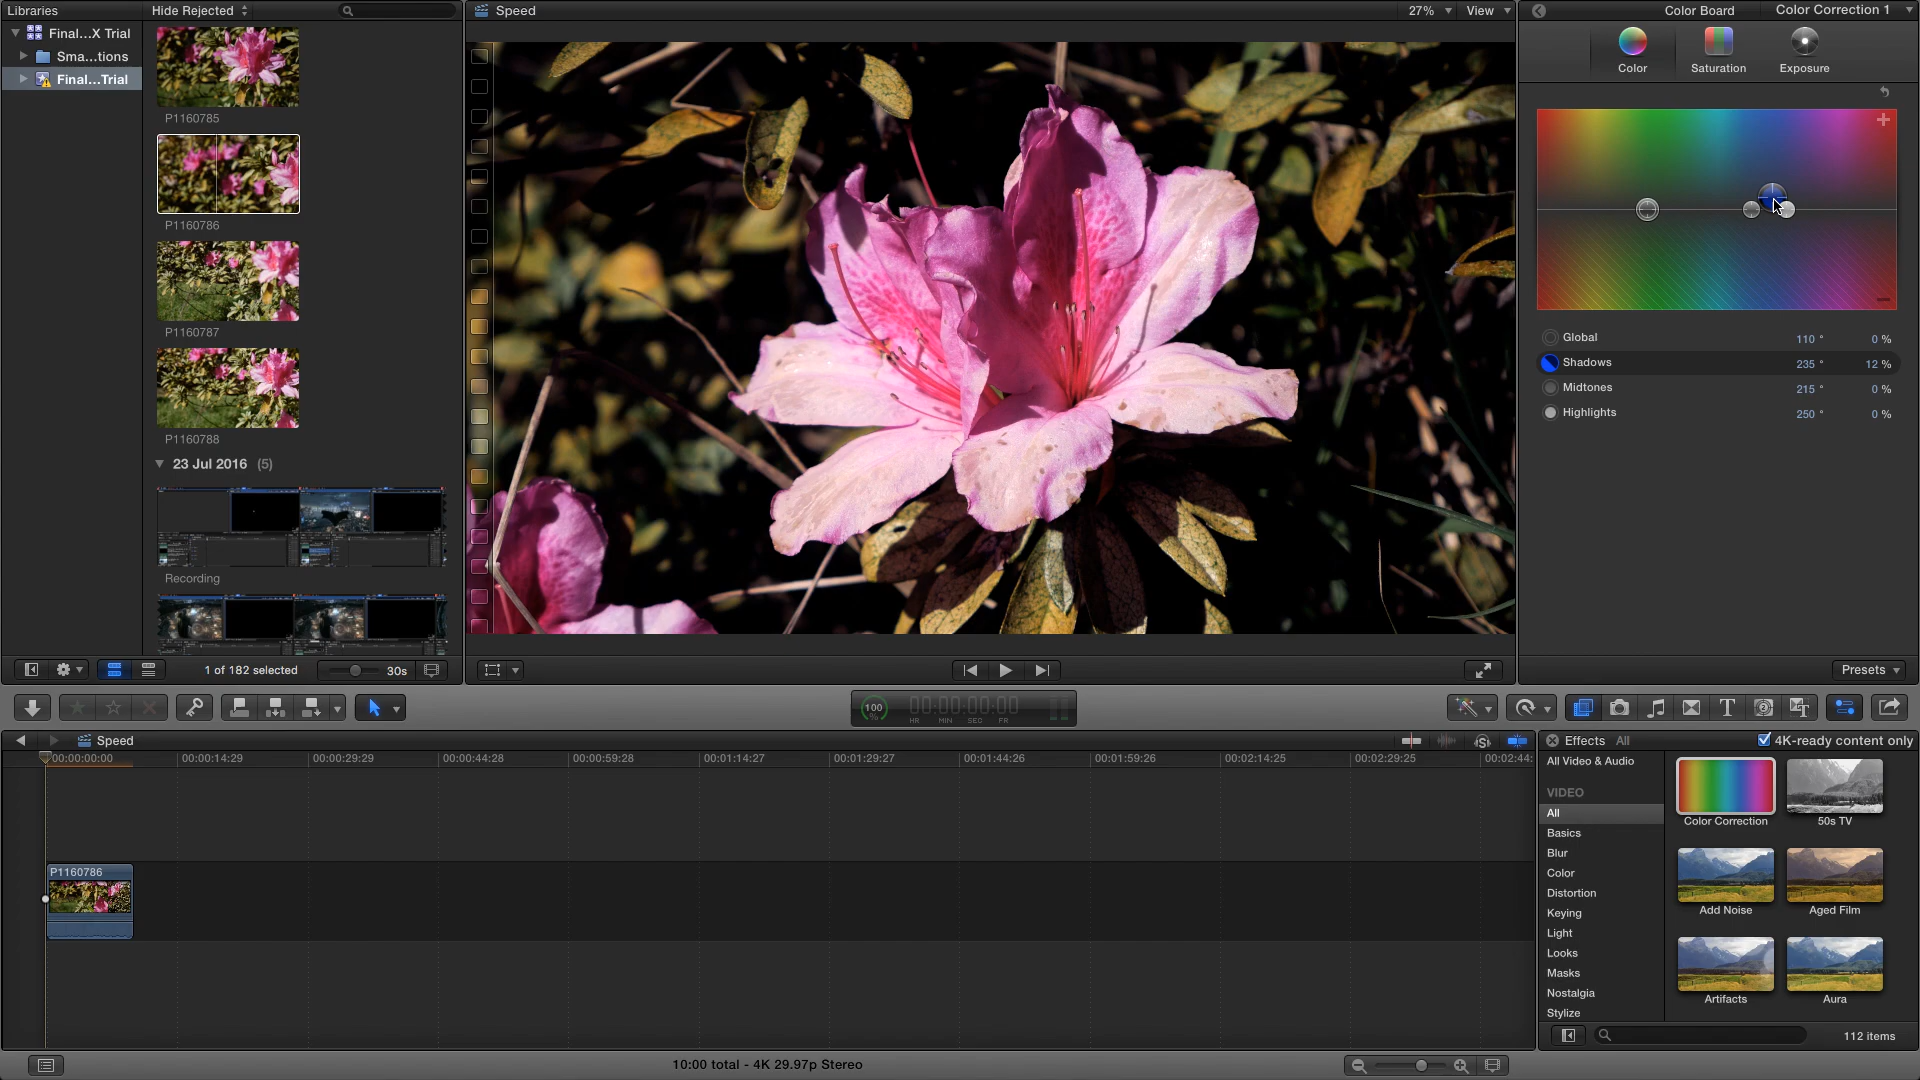 Libraries
Hide Rejected
Speed
27%
View
Color Board
Color Correction 1
Final...X Trial
Sma...tions
Final...Trial
P1160785
P1160786
P1160787
P1160788
23 Jul 2016 (5)
Recording
Color
Saturation
Exposure
Global 110 ° 0 %
Shadows 235 ° 12 %
Midtones 215 ° 0 %
Highlights 250 ° 0 %
1 of 182 selected
30s
Presets
100 %
00:00:00:00
HR MIN SEC FR
Speed
Effects All
4K-ready content only
00:00:00:00
00:00:14:29
00:00:29:29
00:00:44:28
00:00:59:28
00:01:14:27
00:01:29:27
00:01:44:26
00:01:59:26
00:02:14:25
00:02:29:25
00:02:44:
P1160786
All Video & Audio
VIDEO
All
Basics
Blur
Color
Distortion
Keying
Light
Looks
Masks
Nostalgia
Stylize
Color Correction
50s TV
Add Noise
Aged Film
Artifacts
Aura
112 items
10:00 total - 4K 29.97p Stereo